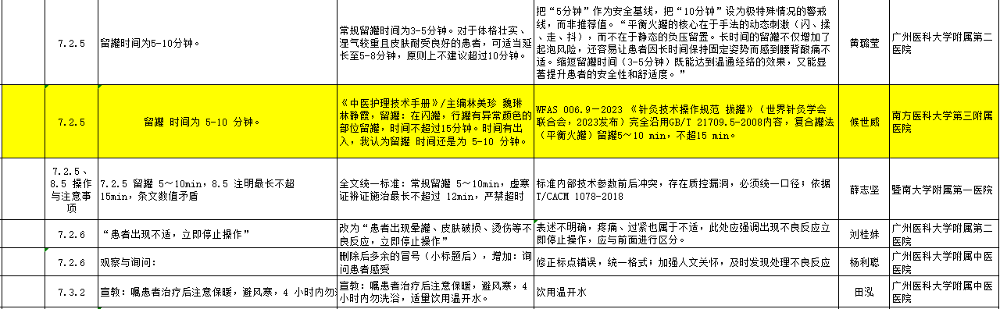 7.2.5
留罐时间为5-10分钟。
常规留罐时间为3-5分钟。对于体格壮实、
湿气较重且皮肤耐受良好的患者，可适当延
长至5-8分钟，原则上不建议超过10分钟。
把“5分钟”作为安全基线，把“10分钟”设为极特殊情况的警戒
线，而非推荐值。“平衡火罐的核心在于手法的动态刺激（闪、揉
、走、抖），而不在于静态的负压留置。长时间的留罐不仅增加了
起泡风险，还容易让患者因长时间保持固定姿势而感到腰背酸痛不
适。缩短留罐时间（3-5分钟）既能达到温通经络的效果，又能显
著提升患者的安全性和舒适度。”
黄璐莹
广州医科大学附属第二
医院
7.2.5
留罐 时间为 5-10 分钟。
《中医护理技术手册》/主编林美珍 魏琳
林静霞，留罐：在闪罐，行罐有异常颜色的
部位留罐，时间不超过15分钟。时间有出
入，我认为留罐 时间还是为 5-10 分钟。
WFAS 006.9—2023 《针灸技术操作规范 拔罐》（世界针灸学会
联合会，2023发布）完全沿用GB/T 21709.5-2008内容，复合罐法
（平衡火罐）留罐5～10 min，不超15 min。
候世威
南方医科大学第三附属
医院
7.2.5、
8.5 操作
与注意事
项
7.2.5 留罐 5～10min，8.5 注明最长不超
15min，条文数值矛盾
全文统一标准：常规留罐 5～10min，虚寒
证辨证施治最长不超过 12min，严禁超时
标准内部技术参数前后冲突，存在质控漏洞，必须统一口径；依据
T/CACM 1078-2018
薛志坚
暨南大学附属第一医院
7.2.6
“患者出现不适，立即停止操作”
改为“患者出现晕罐、皮肤破损、烫伤等不
良反应，立即停止操作”
表述不明确，疼痛、过紧也属于不适，此处应强调出现不良反应立
即停止操作，应与前面进行区分。
刘桂妹
广州医科大学附属第二
医院
7.2.6
观察与询问：
删除后多余的冒号（小标题后），增加：询
问患者感受
修正标点错误，统一格式；加强人文关怀，及时发现处理不良反应
杨利聪
广州医科大学附属中医
医院
7.3.2
宣教：嘱患者治疗后注意保暖，避风寒，4 小时内勿
宣教：嘱患者治疗后注意保暖，避风寒，4
小时内勿洗浴，适量饮用温开水。
饮用温开水
田泓
广州医科大学附属中医
医院